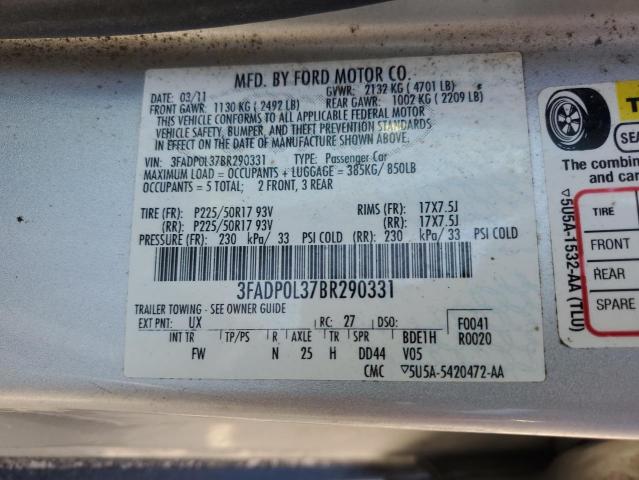 MFD. BY FORD MOTOR CO.
DATE: 03/11 GVWR: 2132 KG ( 4701 LB)
FRONT GAWR: 1130 KG ( 2492 LB) REAR GAWR: 1002 KG ( 2209 LB)
THIS VEHICLE CONFORMS TO ALL APPLICABLE FEDERAL MOTOR
VEHICLE SAFETY, BUMPER, AND THEFT PREVENTION STANDARDS
IN EFFECT ON THE DATE OF MANUFACTURE SHOWN ABOVE.
VIN: 3FADP0L37BR290331 TYPE: Passenger Car
MAXIMUM LOAD = OCCUPANTS + LUGGAGE = 385KG/ 850LB
OCCUPANTS = 5 TOTAL; 2 FRONT, 3 REAR
TIRE (FR): P225/50R17 93V RIMS (FR): 17X7.5J
(RR): P225/50R17 93V (RR): 17X7.5J
PRESSURE (FR): 230 kPa/ 33 PSI COLD (RR): 230 kPa/ 33 PSI COLD
3FADP0L37BR290331
TRAILER TOWING - SEE OWNER GUIDE
EXT PNT: UX RC: 27 DSO: F0041
INT TR TP/PS R AXLE TR SPR BDE1H R0020
FW N 25 H DD44 V05
CMC ▽5U5A-5420472-AA
The combin
and car
TIRE
FRONT
REAR
SPARE
▽5U5A-1532-AA (TLU)